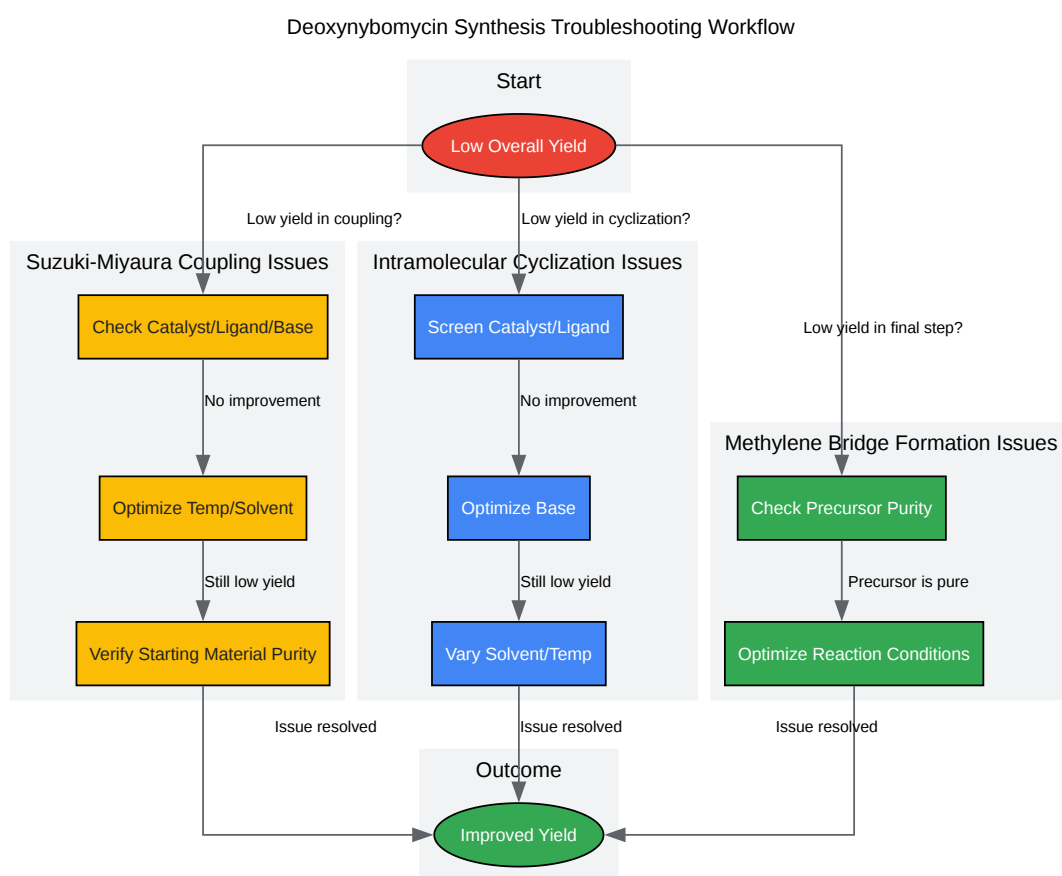 Deoxynybomycin Synthesis Troubleshooting Workflow
Start
Low Overall Yield
Low yield in coupling?
Low yield in cyclization?
Suzuki-Miyaura Coupling Issues
Intramolecular Cyclization Issues
Check Catalyst/Ligand/Base
Screen Catalyst/Ligand
Low yield in final step?
No improvement
No improvement
Methylene Bridge Formation Issues
Optimize Temp/Solvent
Optimize Base
Check Precursor Purity
Still low yield
Still low yield
Precursor is pure
Verify Starting Material Purity
Vary Solvent/Temp
Optimize Reaction Conditions
Issue resolved
Issue resolved
Issue resolved
Outcome
Improved Yield